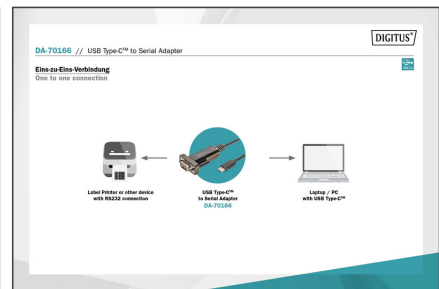 DIGITUS®
DA-70166 // USB Type-C™ to Serial Adapter
Eins-zu-Eins-Verbindung
One to one connection
Label Printer or other device
with RS232 connection
USB Type-C™
to Serial Adapter
DA-70166
Laptop / PC
with USB Type-C™